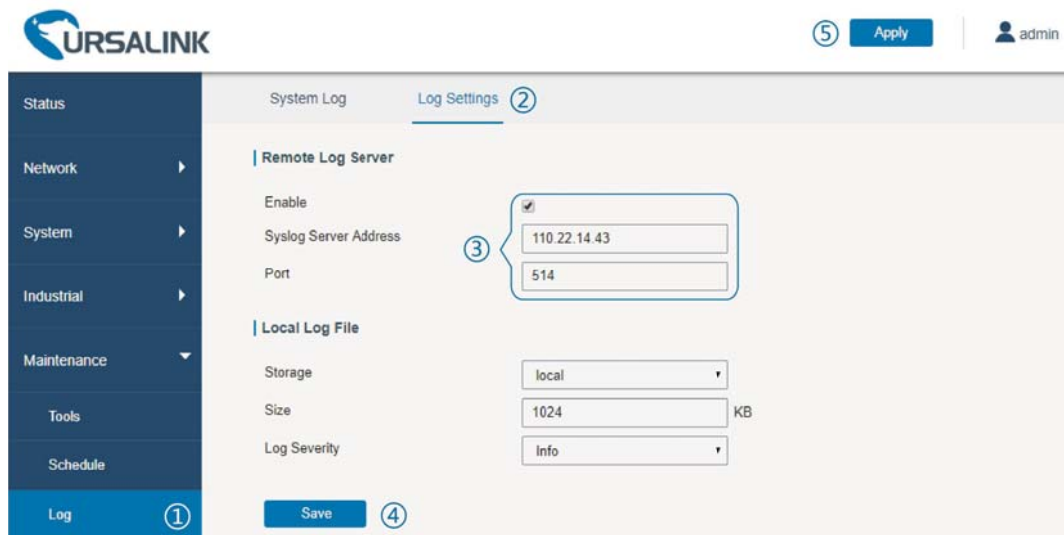 URSALINK
⑤ Apply admin
Status
Network
System
Industrial
Maintenance
Tools
Schedule
Log ①
System Log Log Settings ②
Remote Log Server
Enable
Syslog Server Address 110.22.14.43
③
Port 514
Local Log File
Storage local
Size 1024 KB
Log Severity Info
Save ④